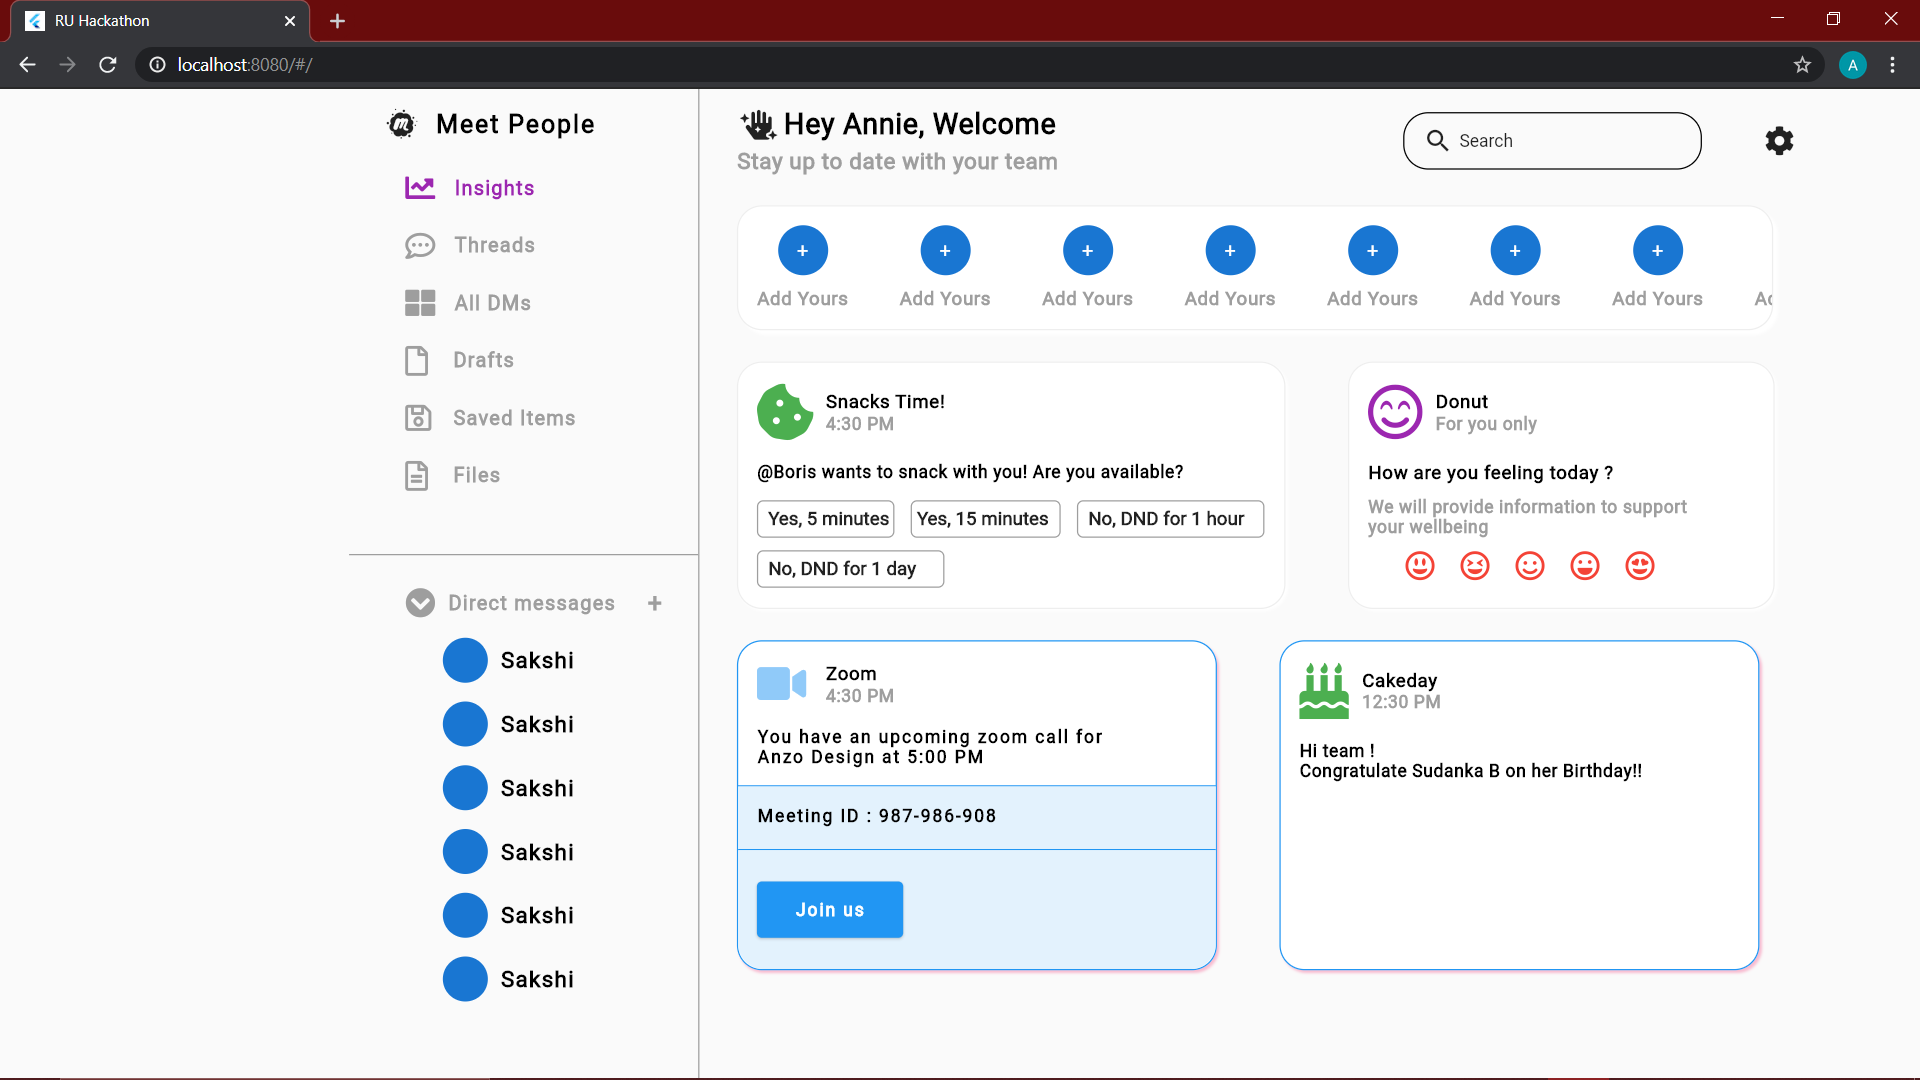 RU Hackathon
localhost:8080/#/
A
Meet People
Insights
Threads
All DMs
Drafts
Saved Items
Files
Direct messages +
Sakshi
Sakshi
Sakshi
Sakshi
Sakshi
Sakshi
Hey Annie, Welcome
Stay up to date with your team
Search
+ + + + + + +
Add Yours Add Yours Add Yours Add Yours Add Yours Add Yours Add Yours
Snacks Time!
4:30 PM
@Boris wants to snack with you! Are you available?
Yes, 5 minutes Yes, 15 minutes No, DND for 1 hour
No, DND for 1 day
Donut
For you only
How are you feeling today ?
We will provide information to support
your wellbeing
Zoom
4:30 PM
You have an upcoming zoom call for
Anzo Design at 5:00 PM
Meeting ID : 987-986-908
Join us
Cakeday
12:30 PM
Hi team !
Congratulate Sudanka B on her Birthday!!